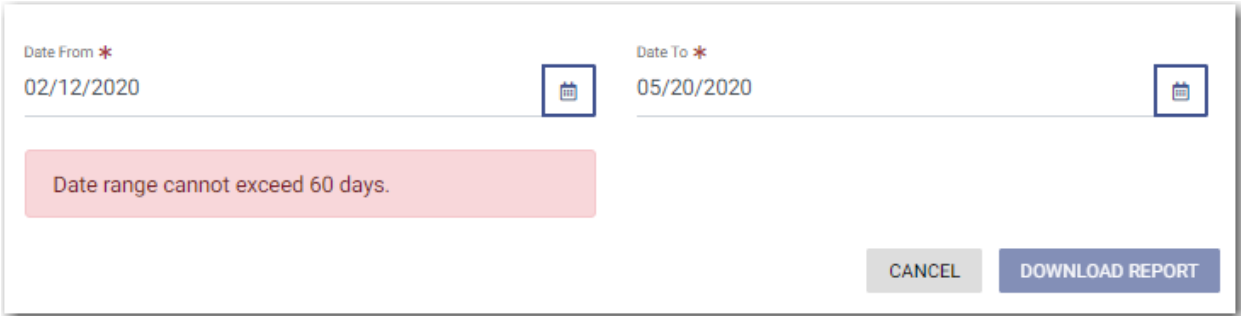 Date From *
Date To *
02/12/2020
05/20/2020
Date range cannot exceed 60 days.
CANCEL
DOWNLOAD REPORT